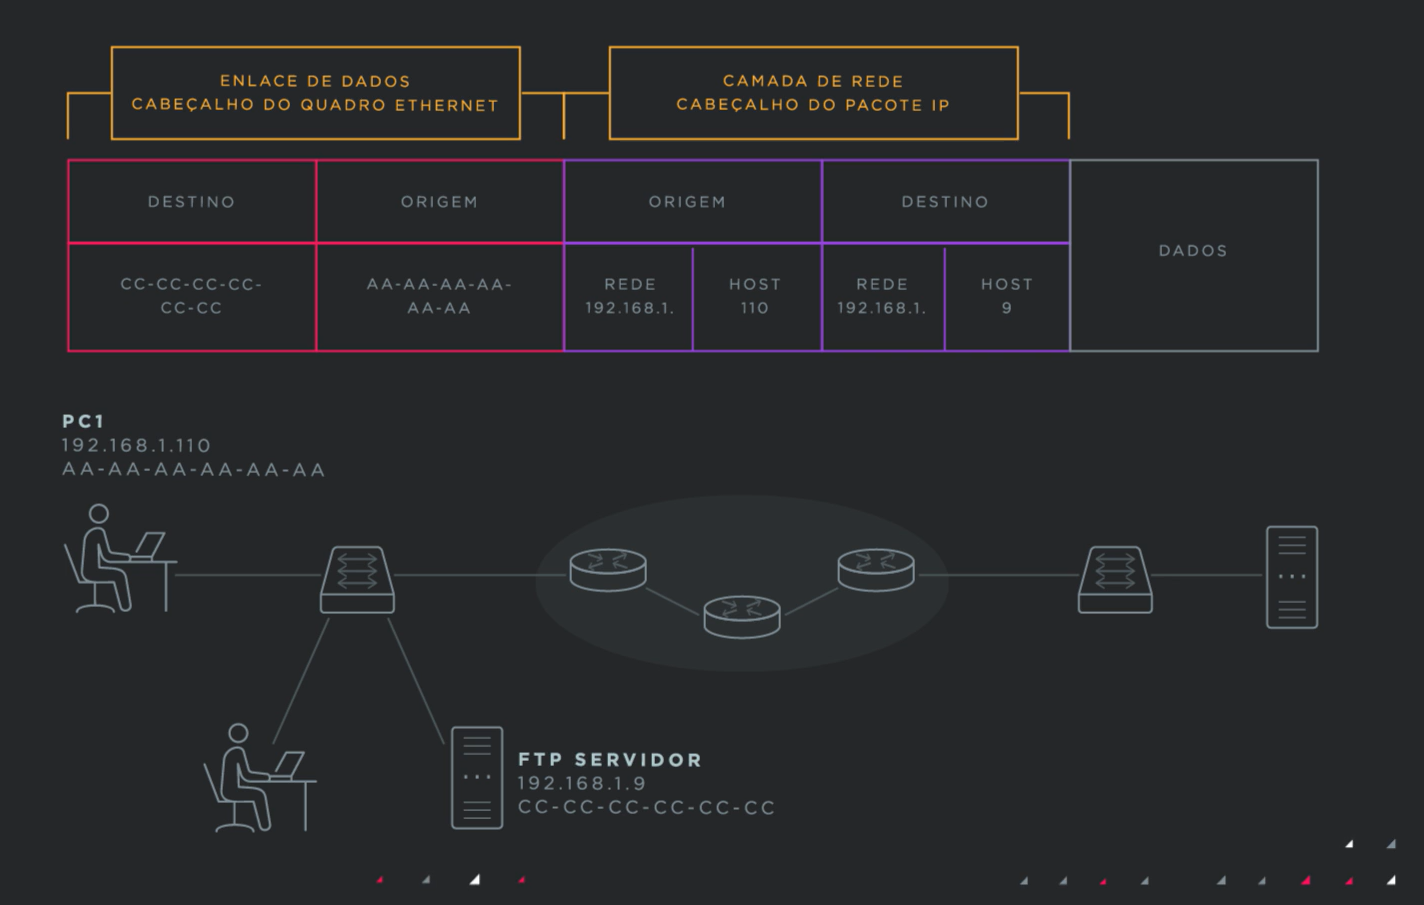 ENLACE DE DADOS
CABEÇALHO DO QUADRO ETHERNET
CAMADA DE REDE
CABEÇALHO DO PACOTE IP
DESTINO
ORIGEM
ORIGEM
DESTINO
DADOS
CC-CC-CC-CC-
CC-CC
AA-AA-AA-AA-
AA-AA
REDE
192.168.1.
HOST
110
REDE
192.168.1.
HOST
9
PC1
192.168.1.110
AA-AA-AA-AA-AA-AA
FTP SERVIDOR
192.168.1.9
CC-CC-CC-CC-CC-CC